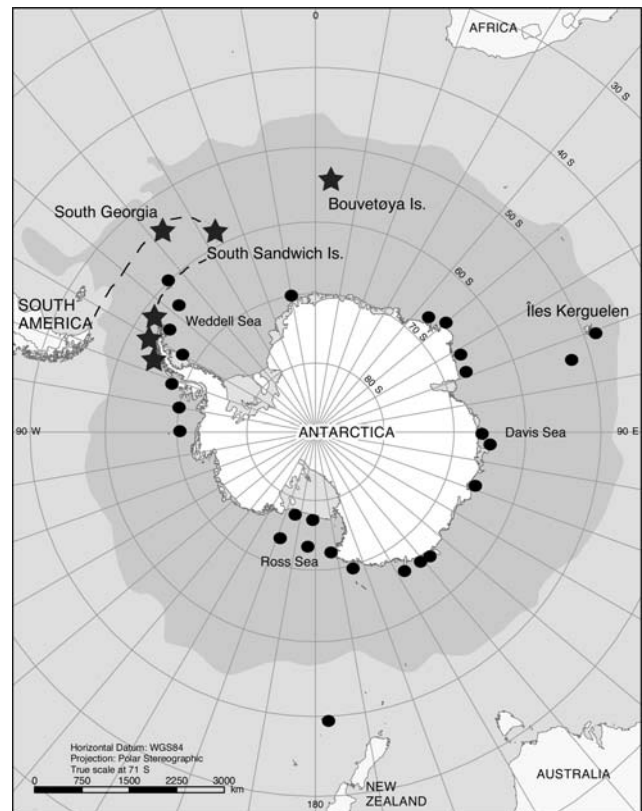 0
AFRICA
30 S
40 S
50 S
60 S
70 S
80 S
South Georgia
Bouvetøya Is.
South Sandwich Is.
Îles Kerguelen
SOUTH
AMERICA
Weddell Sea
90 W
ANTARCTICA
Davis Sea
90 E
Ross Sea
Horizontal Datum: WGS84
Projection: Polar Stereographic
True scale at 71 S
0 750 1500 2250 3000 km
NEW
ZEALAND
AUSTRALIA
180